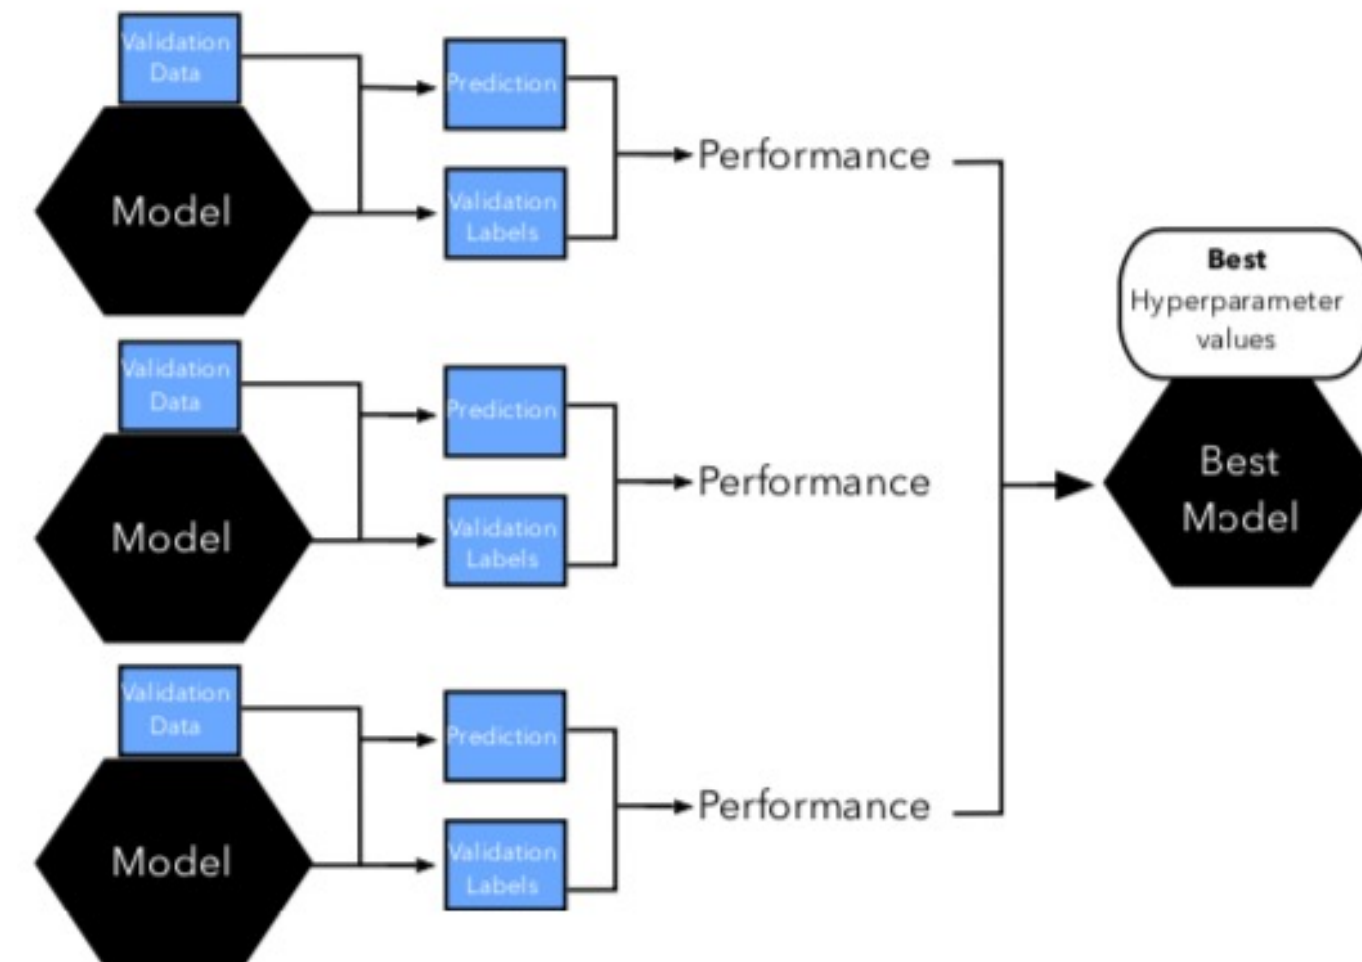 Validation
Data
Model
Prediction
Validation
Labels
Performance
Validation
Data
Model
Prediction
Validation
Labels
Performance
Validation
Data
Model
Prediction
Validation
Labels
Performance
Best
Hyperparameter
values
Best
Model